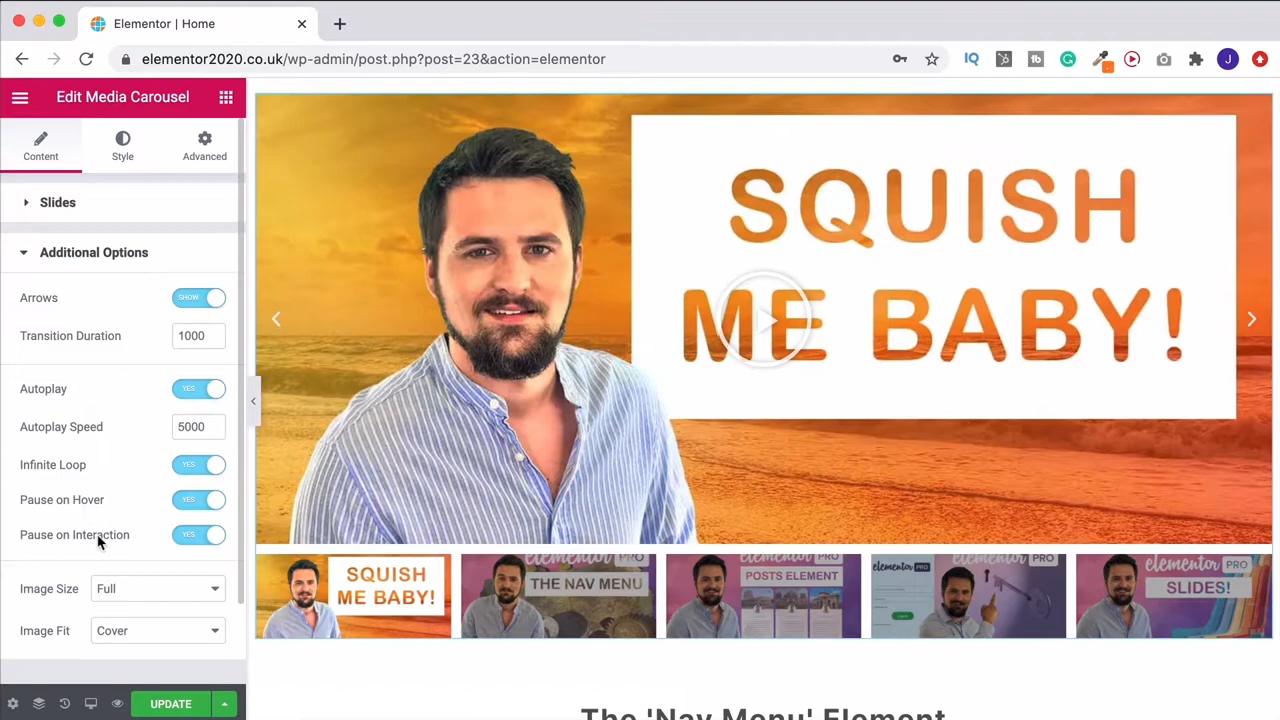 Elementor | Home
elementor2020.co.uk/wp-admin/post.php?post=23&action=elementor
IQ
tb
J
Edit Media Carousel
Content
Style
Advanced
Slides
Additional Options
Arrows
SHOW
Transition Duration
1000
Autoplay
YES
Autoplay Speed
5000
Infinite Loop
YES
Pause on Hover
YES
Pause on Interaction
YES
Image Size
Full
Image Fit
Cover
UPDATE
SQUISH
ME BABY!
SQUISH
ME BABY!
elementor PRO
THE NAV MENU
elementor PRO
POSTS ELEMENT
elementor PRO
elementor PRO
SLIDES!
The 'Nav Menu' Element